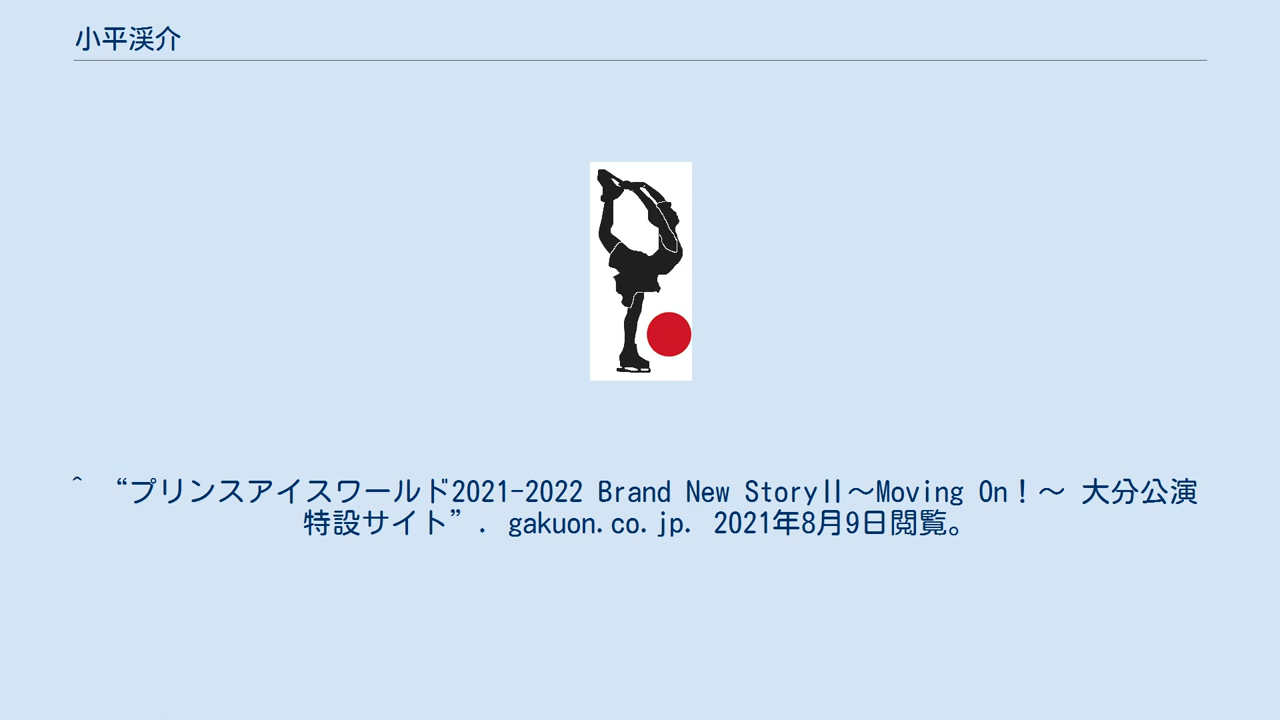 小平渓介
^ “プリンスアイスワールド2021-2022 Brand New StoryⅡ～Moving On！～ 大分公演
特設サイト”. gakuon.co.jp. 2021年8月9日閲覧。